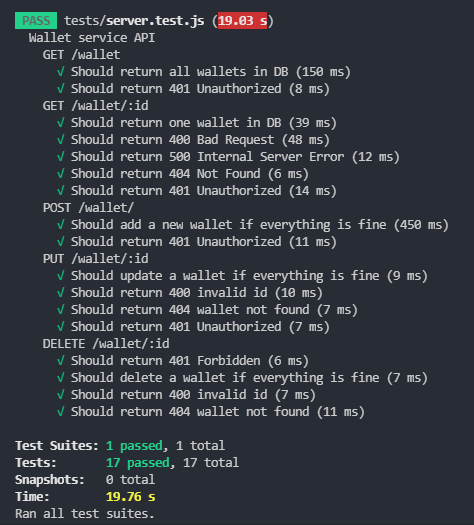 PASS tests/server.test.js (19.03 s)
Wallet service API
GET /wallet
√ Should return all wallets in DB (150 ms)
√ Should return 401 Unauthorized (8 ms)
GET /wallet/:id
√ Should return one wallet in DB (39 ms)
√ Should return 400 Bad Request (48 ms)
√ Should return 500 Internal Server Error (12 ms)
√ Should return 404 Not Found (6 ms)
√ Should return 401 Unauthorized (14 ms)
POST /wallet/
√ Should add a new wallet if everything is fine (450 ms)
√ Should return 401 Unauthorized (11 ms)
PUT /wallet/:id
√ Should update a wallet if everything is fine (9 ms)
√ Should return 400 invalid id (10 ms)
√ Should return 404 wallet not found (7 ms)
√ Should return 401 Unauthorized (7 ms)
DELETE /wallet/:id
√ Should return 401 Forbidden (6 ms)
√ Should delete a wallet if everything is fine (7 ms)
√ Should return 400 invalid id (7 ms)
√ Should return 404 wallet not found (11 ms)
Test Suites: 1 passed, 1 total
Tests: 17 passed, 17 total
Snapshots: 0 total
Time: 19.76 s
Ran all test suites.